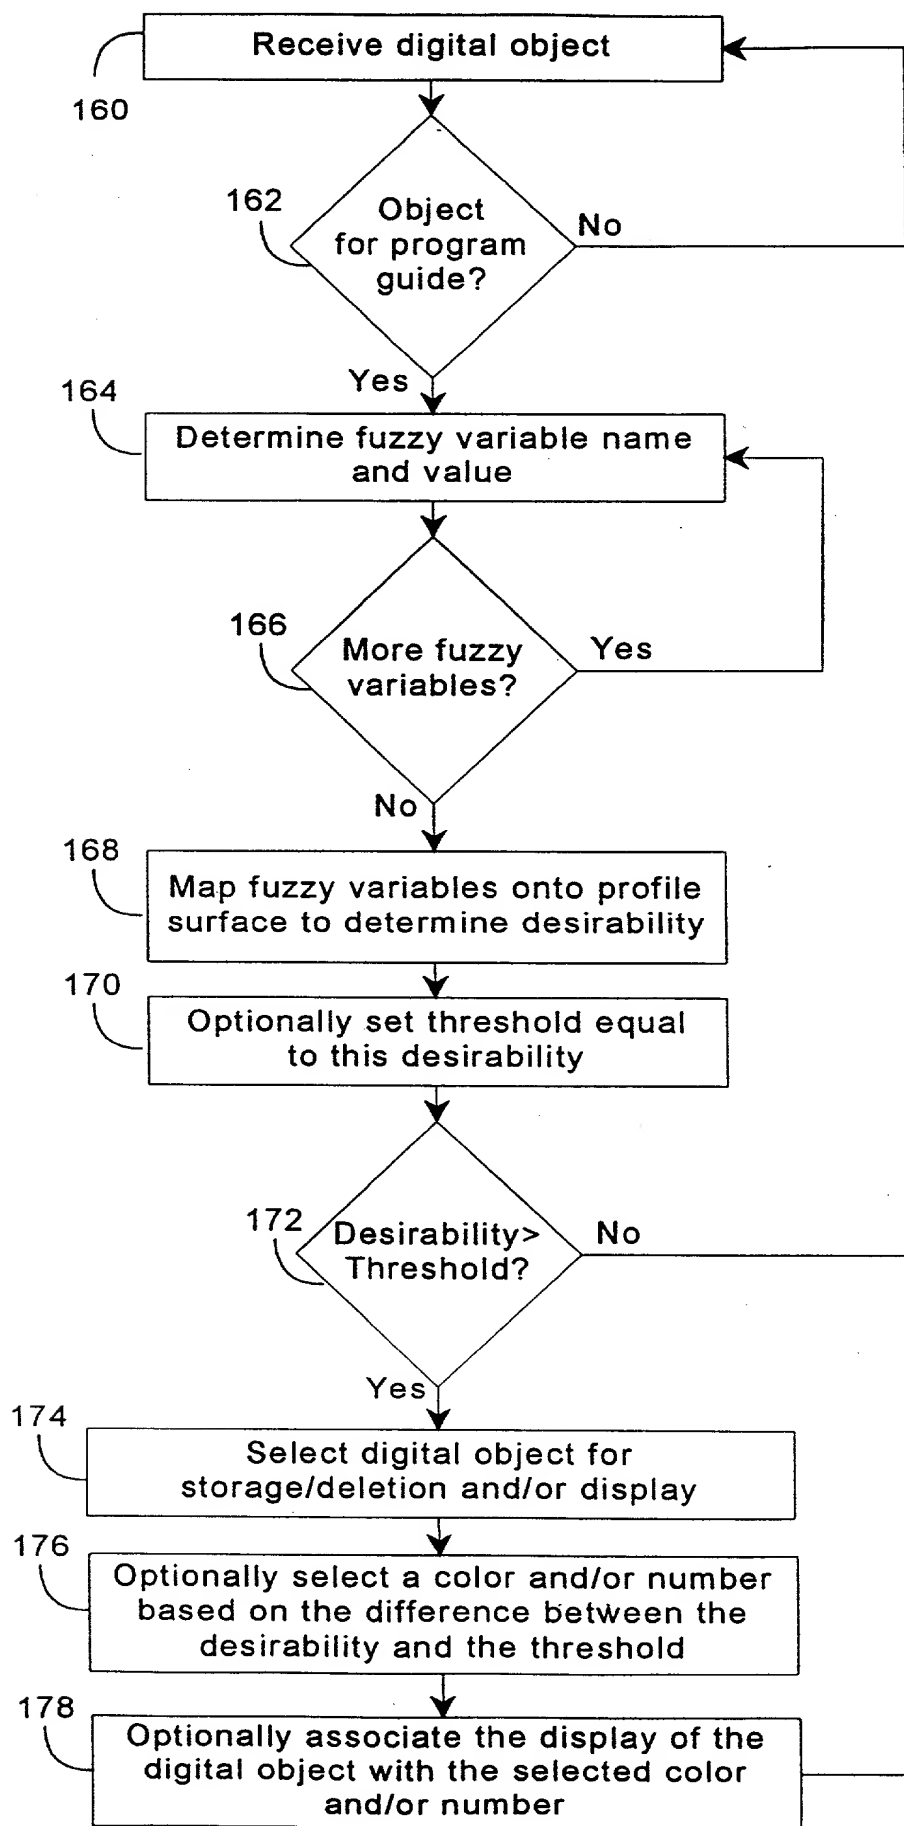 Receive digital object
160
162
Object
for program
guide?
No
Yes
164
Determine fuzzy variable name
and value
166
More fuzzy
variables?
Yes
No
168
Map fuzzy variables onto profile
surface to determine desirability
170
Optionally set threshold equal
to this desirability
172
Desirability>
Threshold?
No
Yes
174
Select digital object for
storage/deletion and/or display
176
Optionally select a color and/or number
based on the difference between the
desirability and the threshold
178
Optionally associate the display of the
digital object with the selected color
and/or number